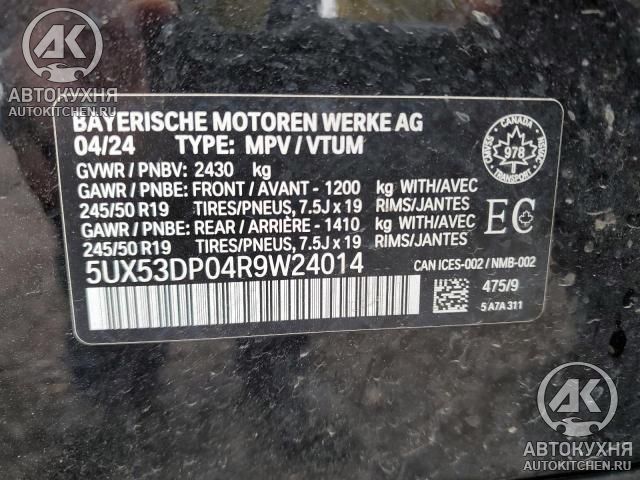 АК
АВТОКУХНЯ
AUTOKITCHEN.RU
BAYERISCHE MOTOREN WERKE AG
04/24 TYPE: MPV / VTUM
GVWR / PNBV: 2430 kg
GAWR / PNBE: FRONT / AVANT - 1200 kg WITH/AVEC
245/50 R19 TIRES/PNEUS, 7.5J x 19 RIMS/JANTES
GAWR / PNBE: REAR / ARRIÈRE - 1410 kg WITH/AVEC
245/50 R19 TIRES/PNEUS, 7.5J x 19 RIMS/JANTES
CANADA
978
TRANSPORT
EC
5UX53DP04R9W24014
CAN ICES-002 / NMB-002
475/9
5 A7A 311
АК
АВТОКУХНЯ
AUTOKITCHEN.RU